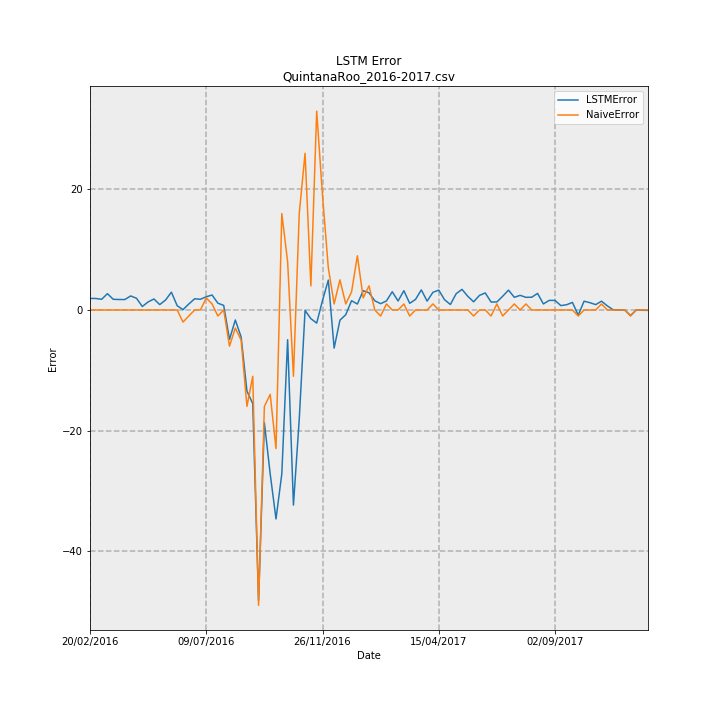 LSTM Error
QuintanaRoo_2016-2017.csv
LSTMError
NaiveError
20
0
−20
−40
Error
20/02/2016
09/07/2016
26/11/2016
15/04/2017
02/09/2017
Date